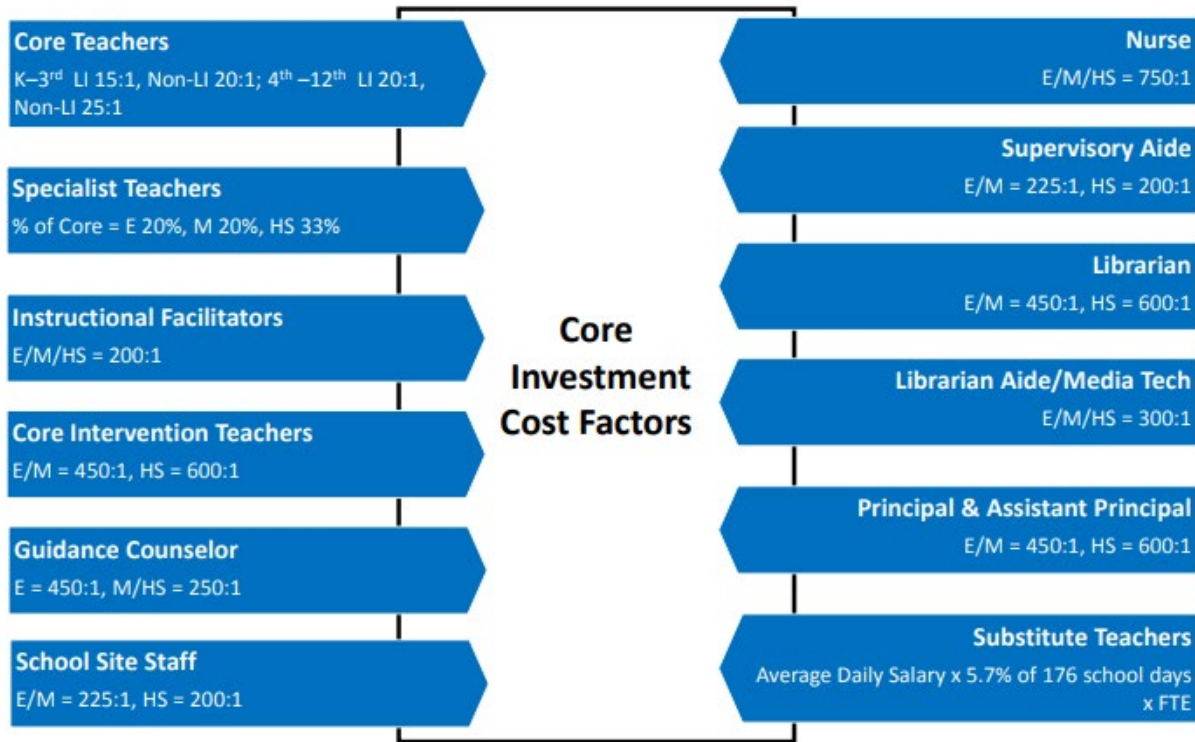 Core Teachers
K–3rd LI 15:1, Non-LI 20:1; 4th –12th LI 20:1,
Non-LI 25:1
Specialist Teachers
% of Core = E 20%, M 20%, HS 33%
Instructional Facilitators
E/M/HS = 200:1
Core Intervention Teachers
E/M = 450:1, HS = 600:1
Guidance Counselor
E = 450:1, M/HS = 250:1
School Site Staff
E/M = 225:1, HS = 200:1
Core
Investment
Cost Factors
Nurse
E/M/HS = 750:1
Supervisory Aide
E/M = 225:1, HS = 200:1
Librarian
E/M = 450:1, HS = 600:1
Librarian Aide/Media Tech
E/M/HS = 300:1
Principal & Assistant Principal
E/M = 450:1, HS = 600:1
Substitute Teachers
Average Daily Salary x 5.7% of 176 school days
x FTE